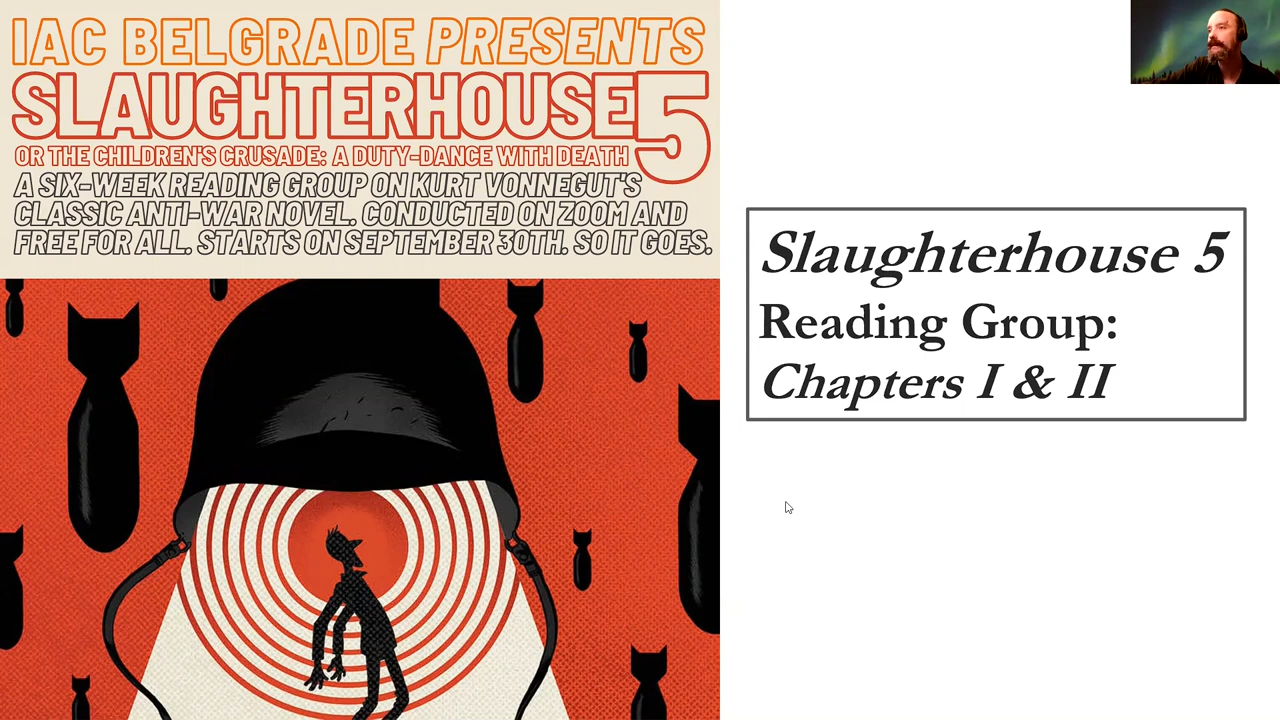 IAC BELGRADE PRESENTS
SLAUGHTERHOUSE 5
OR THE CHILDREN'S CRUSADE: A DUTY-DANCE WITH DEATH
A SIX-WEEK READING GROUP ON KURT VONNEGUT'S
CLASSIC ANTI-WAR NOVEL. CONDUCTED ON ZOOM AND
FREE FOR ALL. STARTS ON SEPTEMBER 30TH. SO IT GOES.
Slaughterhouse 5
Reading Group:
Chapters I & II